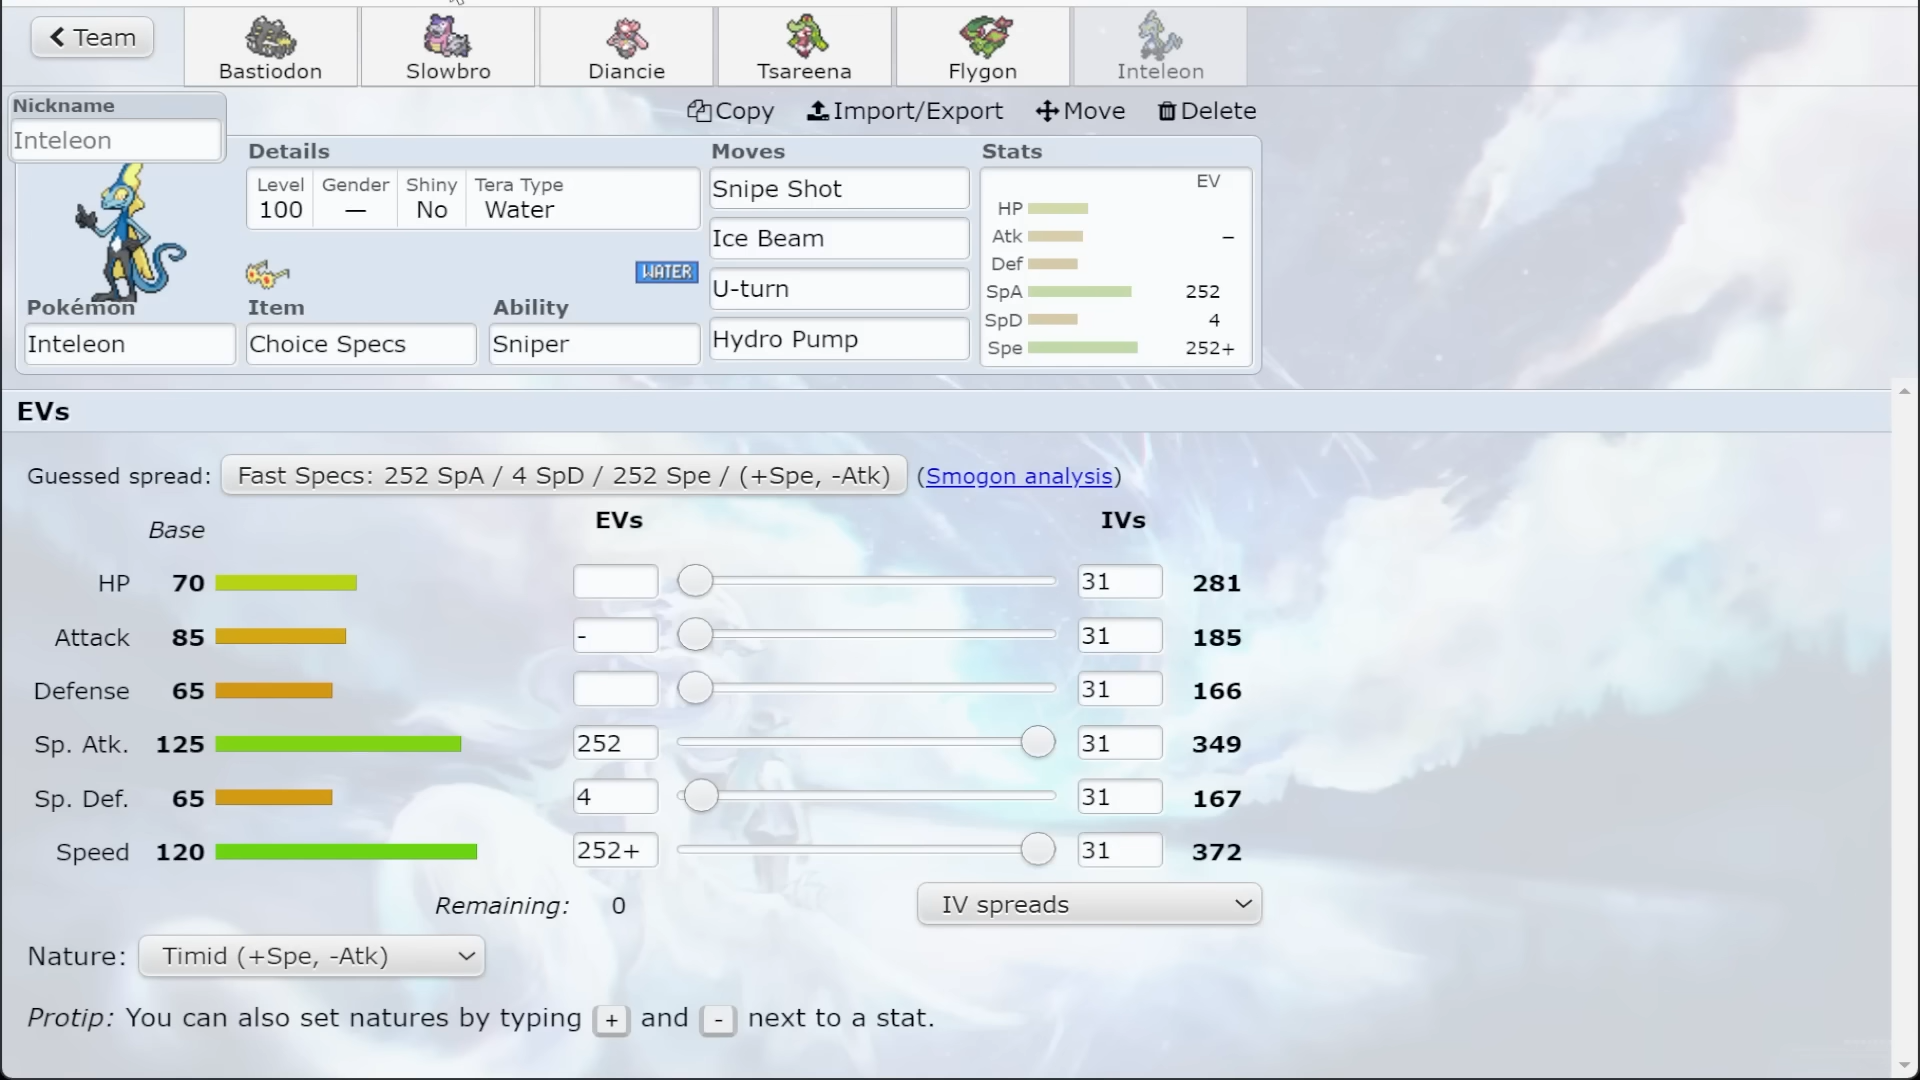 Team
Bastiodon
Slowbro
Diancie
Tsareena
Flygon
Inteleon
Nickname
Inteleon
Copy
Import/Export
Move
Delete
Details
Level
100
Gender
—
Shiny
No
Tera Type
Water
WATER
Pokémon
Inteleon
Item
Choice Specs
Ability
Sniper
Moves
Snipe Shot
Ice Beam
U-turn
Hydro Pump
Stats
EV
HP
Atk –
Def
SpA 252
SpD 4
Spe 252+
EVs
Guessed spread: Fast Specs: 252 SpA / 4 SpD / 252 Spe / (+Spe, -Atk) (Smogon analysis)
Base EVs IVs
HP 70 31 281
Attack 85 - 31 185
Defense 65 31 166
Sp. Atk. 125 252 31 349
Sp. Def. 65 4 31 167
Speed 120 252+ 31 372
Remaining: 0 IV spreads
Nature: Timid (+Spe, -Atk)
Protip: You can also set natures by typing + and - next to a stat.